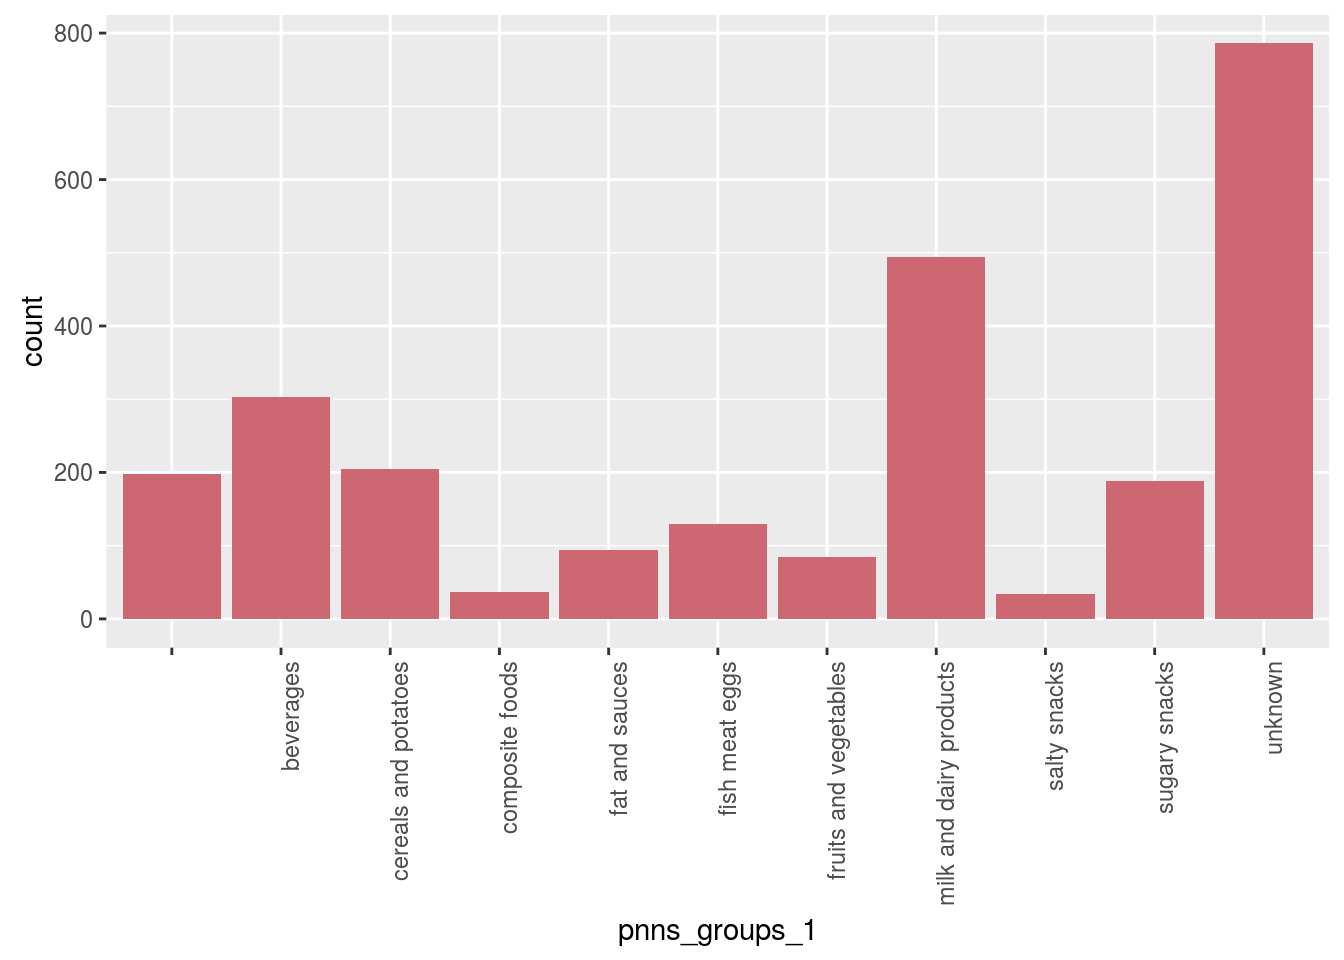 800
600
400
200
0
count
beverages
cereals and potatoes
composite foods
fat and sauces
fish meat eggs
fruits and vegetables
milk and dairy products
salty snacks
sugary snacks
unknown
pnns_groups_1